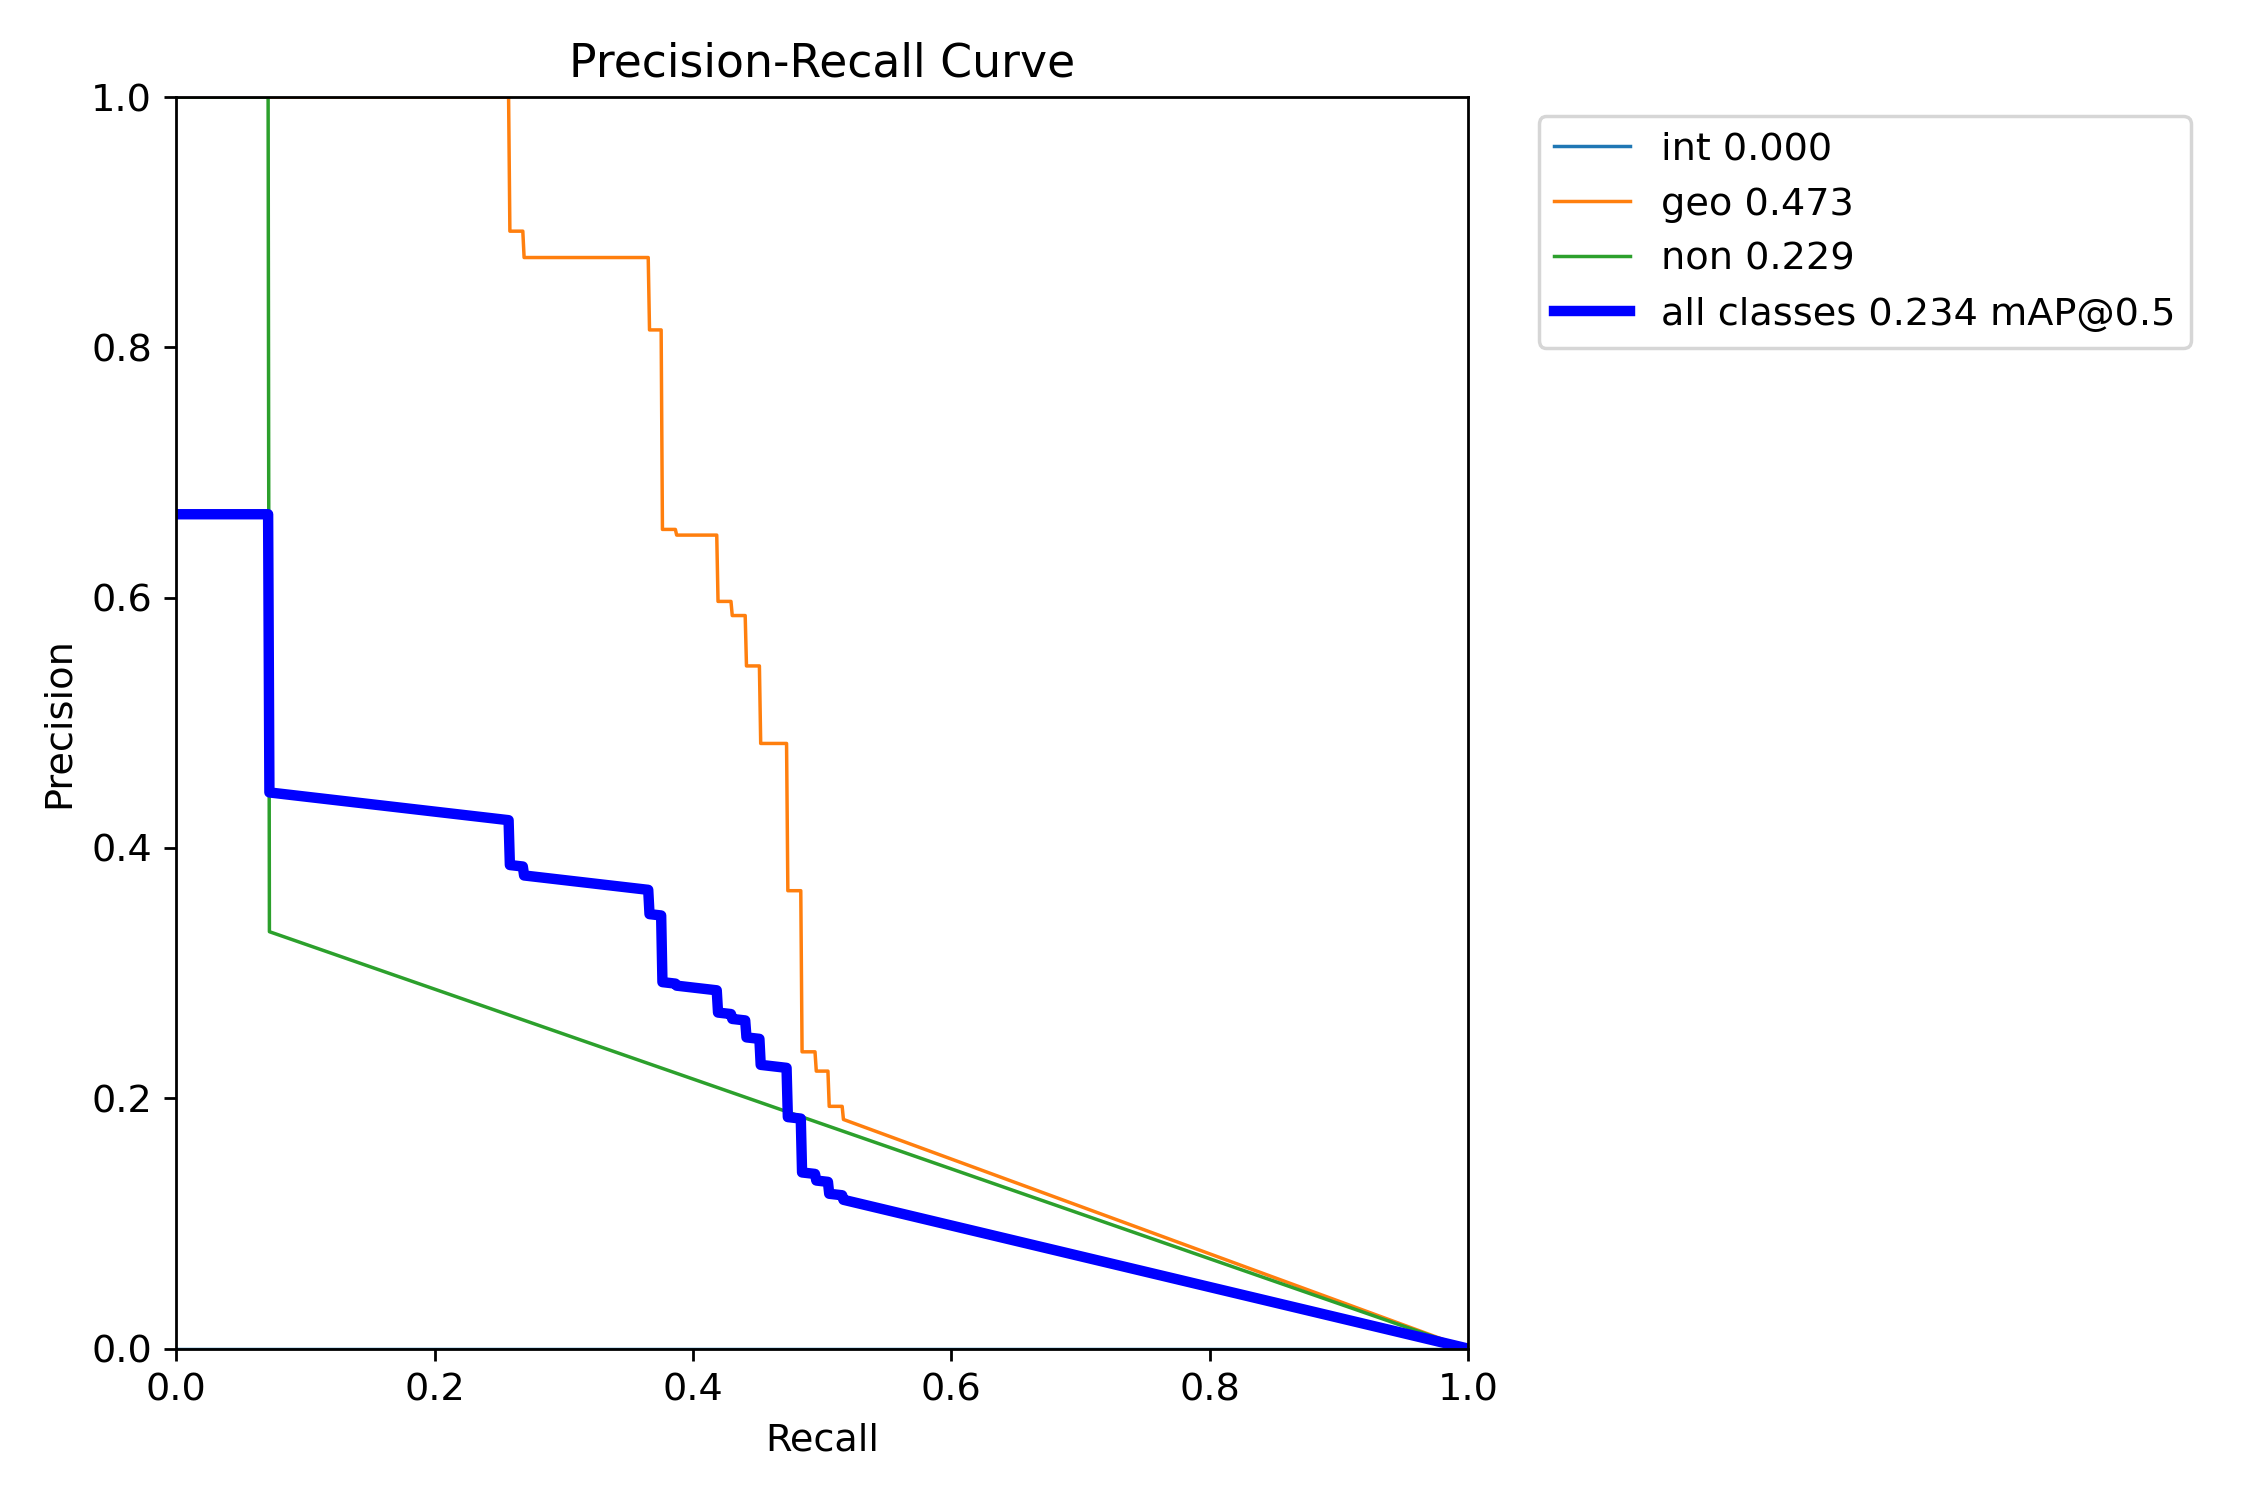 Precision-Recall Curve
1.0
0.8
0.6
0.4
0.2
0.0
Precision
0.0 0.2 0.4 0.6 0.8 1.0
Recall
int 0.000
geo 0.473
non 0.229
all classes 0.234 mAP@0.5